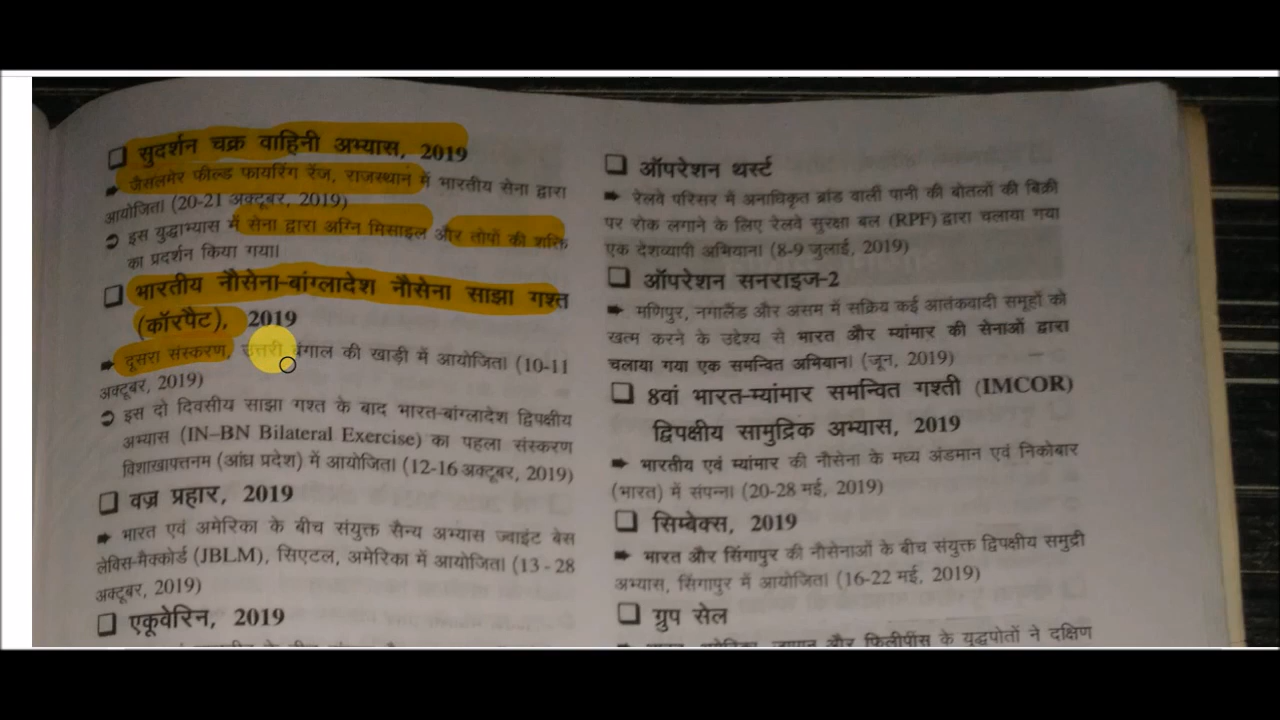 ❑ सुदर्शन चक्र वाहिनी अभ्यास, 2019
➡ जैसलमेर फील्ड फायरिंग रेंज, राजस्थान में भारतीय सेना द्वारा
आयोजित। (20-21 अक्टूबर, 2019)
➲ इस युद्धाभ्यास में सेना द्वारा अग्नि मिसाइल और तोपों की शक्ति
का प्रदर्शन किया गया।
❑ भारतीय नौसेना-बांग्लादेश नौसेना साझा गश्त
(कॉरपैट), 2019
➡ दूसरा संस्करण, उत्तरी बंगाल की खाड़ी में आयोजित। (10-11
अक्टूबर, 2019)
➲ इस दो दिवसीय साझा गश्त के बाद भारत-बांग्लादेश द्विपक्षीय
अभ्यास (IN–BN Bilateral Exercise) का पहला संस्करण
विशाखापत्तनम (आंध्र प्रदेश) में आयोजित। (12-16 अक्टूबर, 2019)
❑ वज्र प्रहार, 2019
➡ भारत एवं अमेरिका के बीच संयुक्त सैन्य अभ्यास ज्वाइंट बेस
लेविस-मैक्कोर्ड (JBLM), सिएटल, अमेरिका में आयोजित। (13 - 28
अक्टूबर, 2019)
❑ एकूवेरिन, 2019
❑ ऑपरेशन थर्स्ट
➡ रेलवे परिसर में अनाधिकृत ब्रांड वाली पानी की बोतलों की बिक्री
पर रोक लगाने के लिए रेलवे सुरक्षा बल (RPF) द्वारा चलाया गया
एक देशव्यापी अभियान। (8-9 जुलाई, 2019)
❑ ऑपरेशन सनराइज-2
➡ मणिपुर, नगालैंड और असम में सक्रिय कई आतंकवादी समूहों को
खत्म करने के उद्देश्य से भारत और म्यांमार की सेनाओं द्वारा
चलाया गया एक समन्वित अभियान। (जून, 2019)
❑ 8वां भारत-म्यांमार समन्वित गश्ती (IMCOR)
द्विपक्षीय सामुद्रिक अभ्यास, 2019
➡ भारतीय एवं म्यांमार की नौसेना के मध्य अंडमान एवं निकोबार
(भारत) में संपन्न। (20-28 मई, 2019)
❑ सिम्बेक्स, 2019
➡ भारत और सिंगापुर की नौसेनाओं के बीच संयुक्त द्विपक्षीय समुद्री
अभ्यास, सिंगापुर में आयोजित। (16-22 मई, 2019)
❑ ग्रुप सेल
और फिलीपींस के युद्धपोतों ने दक्षिण